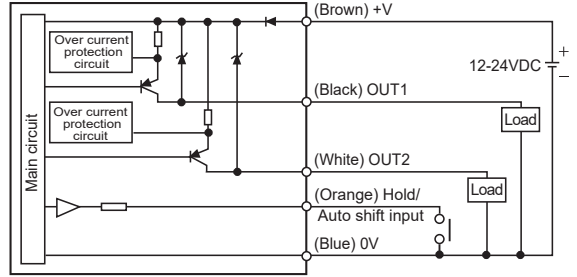 (Brown) +V
Over current
protection
circuit
12-24VDC
+
−
(Black) OUT1
Load
Over current
protection
circuit
Main circuit
(White) OUT2
Load
(Orange) Hold/
Auto shift input
(Blue) 0V